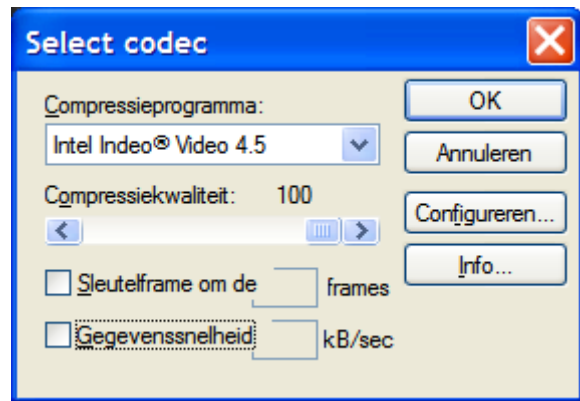 Select codec
Compressieprogramma:
Intel Indeo® Video 4.5
Compressiekwaliteit: 100
Sleutelframe om de frames
Gegevenssnelheid kB/sec
OK
Annuleren
Configureren...
Info...